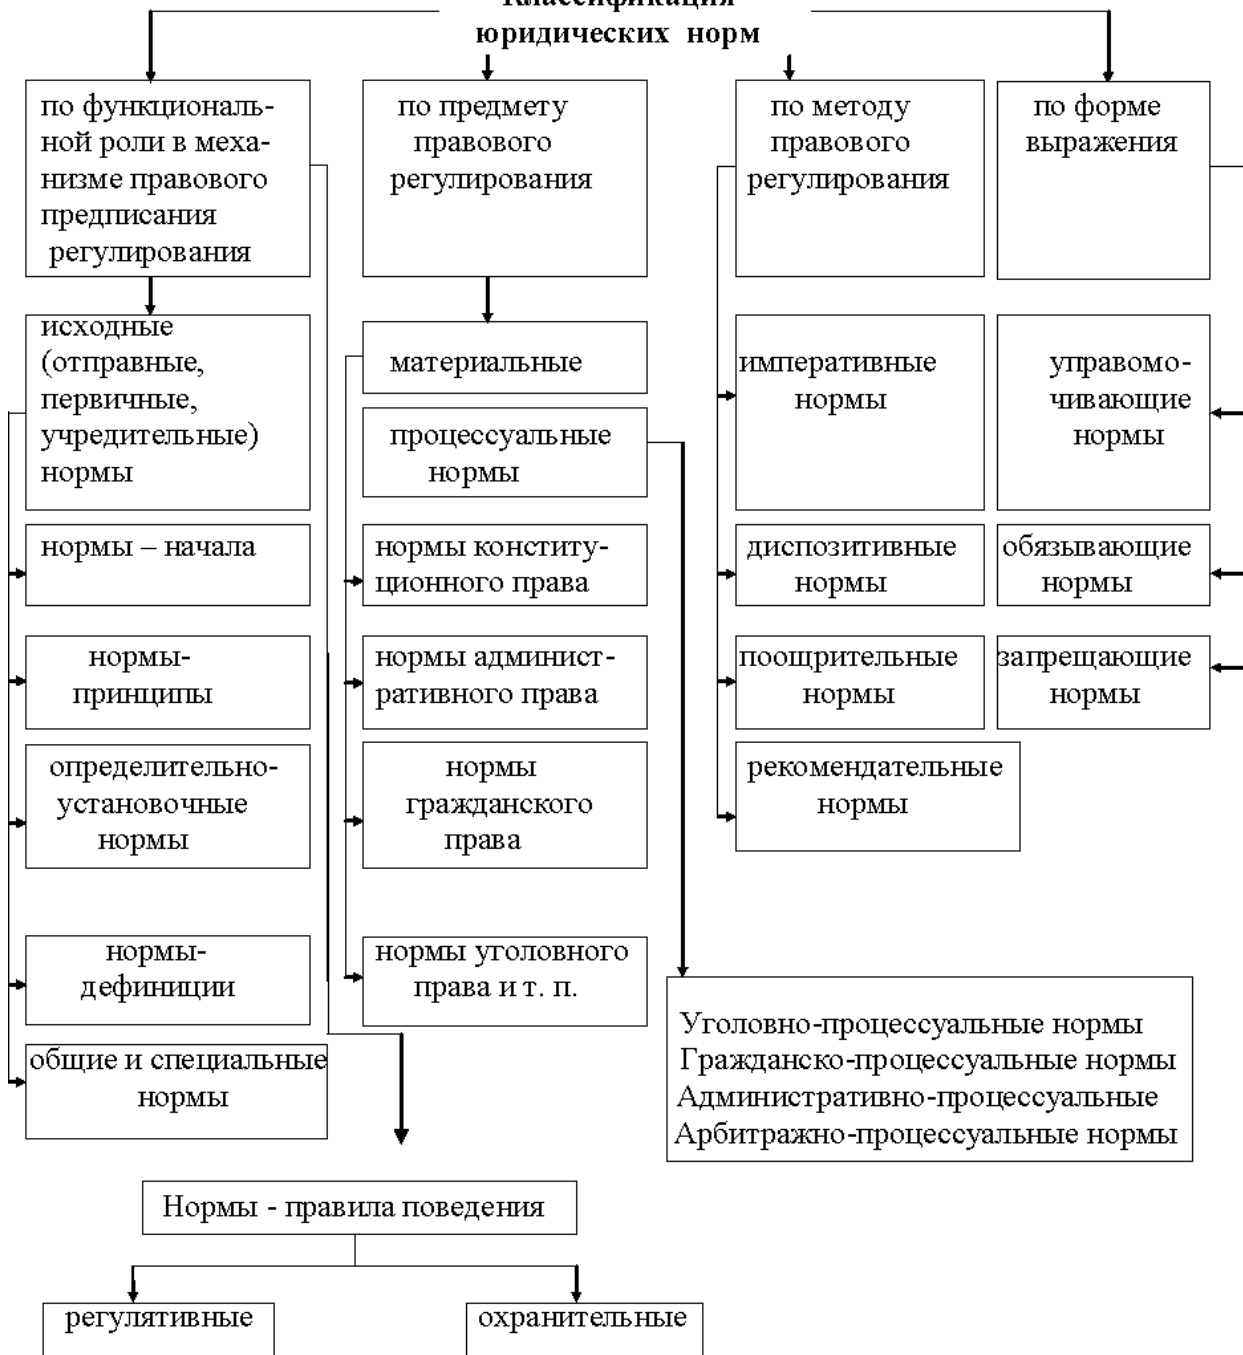 Классификация
юридических норм
по функциональ-
ной роли в меха-
низме правового
предписания
регулирования
по предмету
правового
регулирования
по методу
правового
регулирования
по форме
выражения
исходные
(отправные,
первичные,
учредительные)
нормы
материальные
процессуальные
нормы
императивные
нормы
управомо-
чивающие
нормы
нормы – начала
нормы конститу-
ционного права
диспозитивные
нормы
обязывающие
нормы
нормы-
принципы
нормы админист-
ративного права
поощрительные
нормы
запрещающие
нормы
определительно-
установочные
нормы
нормы
гражданского
права
рекомендательные
нормы
нормы-
дефиниции
нормы уголовного
права и т. п.
общие и специальные
нормы
Уголовно-процессуальные нормы
Гражданско-процессуальные нормы
Административно-процессуальные
Арбитражно-процессуальные нормы
Нормы - правила поведения
регулятивные
охранительные